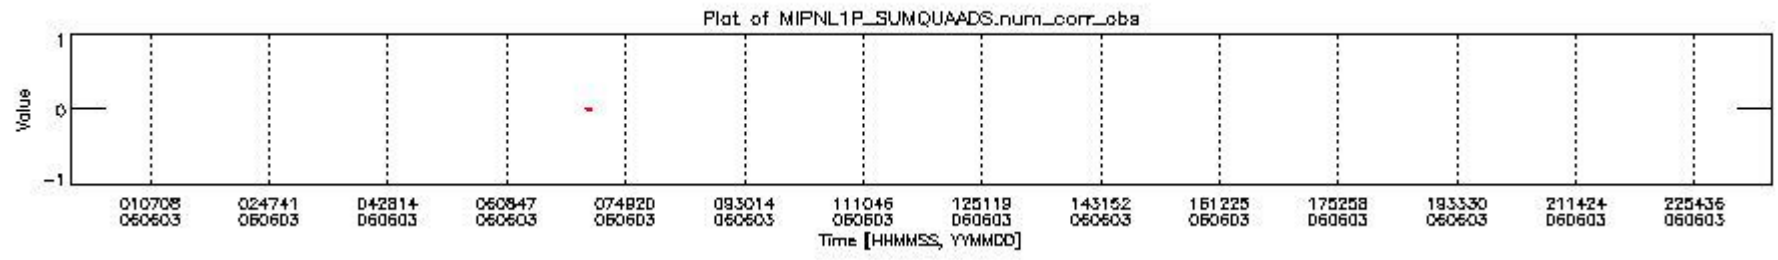 Plot of MIPNL1P_SUMQUAADS.num_corr_obs
1
Value
0
-1
010708 024741 042814 060847 074920 093014 111046 125119 143152 161225 175258 193330 211424 225436
060603 060603 060603 060603 060603 060603 060603 060603 060603 060603 060603 060603 060603 060603
Time [HHMMSS, YYMMDD]